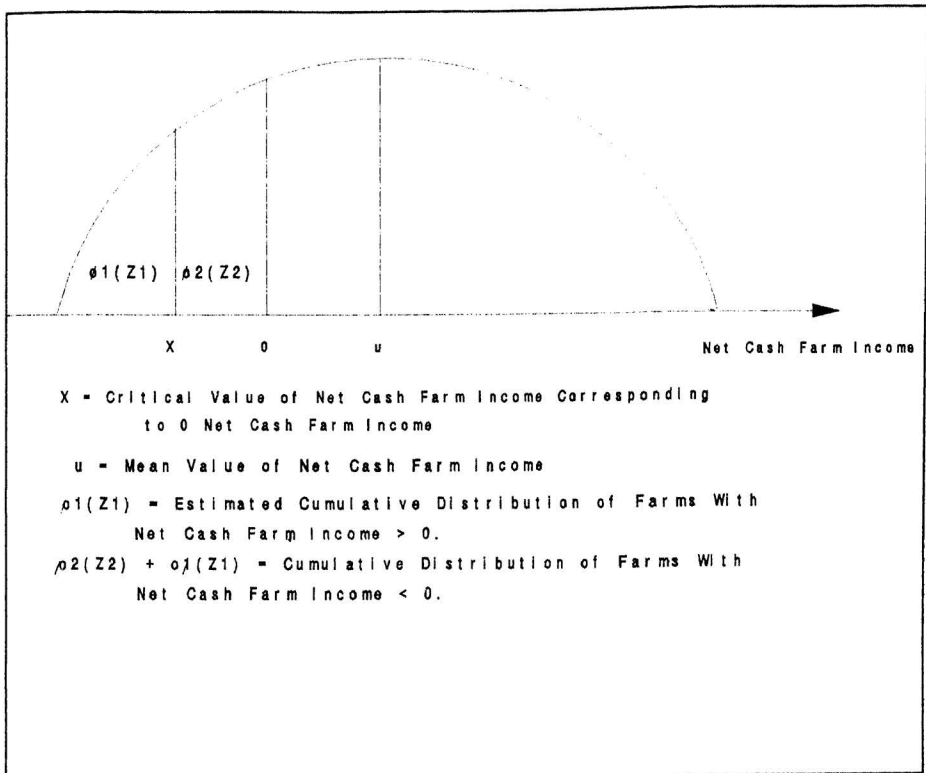 ø1(Z1) ø2(Z2)
X 0 u Net Cash Farm Income
X = Critical Value of Net Cash Farm Income Corresponding
to 0 Net Cash Farm Income
u = Mean Value of Net Cash Farm Income
ø1(Z1) = Estimated Cumulative Distribution of Farms With
Net Cash Farm Income > 0.
ø2(Z2) + ø1(Z1) = Cumulative Distribution of Farms With
Net Cash Farm Income < 0.